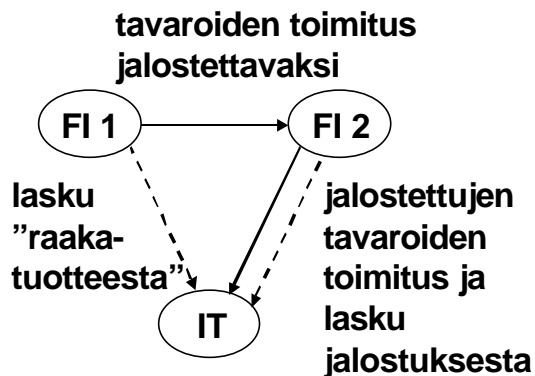 tavaroiden toimitus
jalostettavaksi
FI 1
FI 2
lasku
”raaka-
tuotteesta”
jalostettujen
tavaroiden
toimitus ja
lasku
jalostuksesta
IT